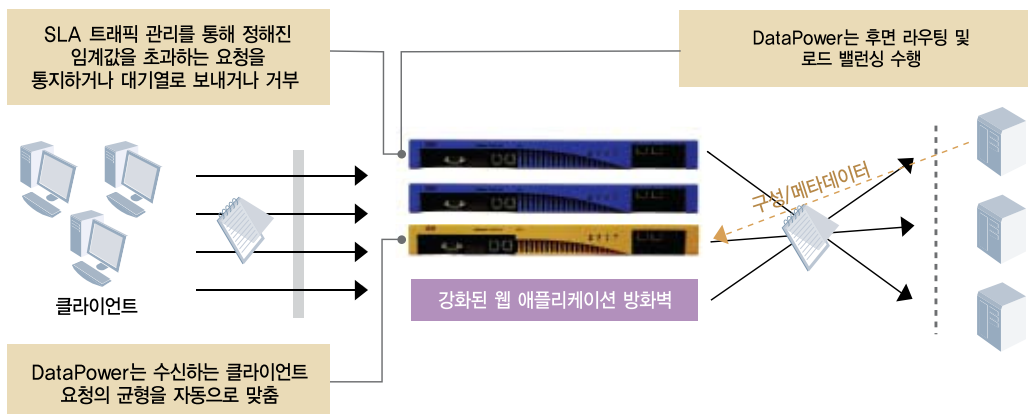 SLA 트래픽 관리를 통해 정해진
임계값을 초과하는 요청을
통지하거나 대기열로 보내거나 거부
DataPower는 후면 라우팅 및
로드 밸런싱 수행
구성/메타데이터
클라이언트
강화된 웹 애플리케이션 방화벽
DataPower는 수신하는 클라이언트
요청의 균형을 자동으로 맞춤